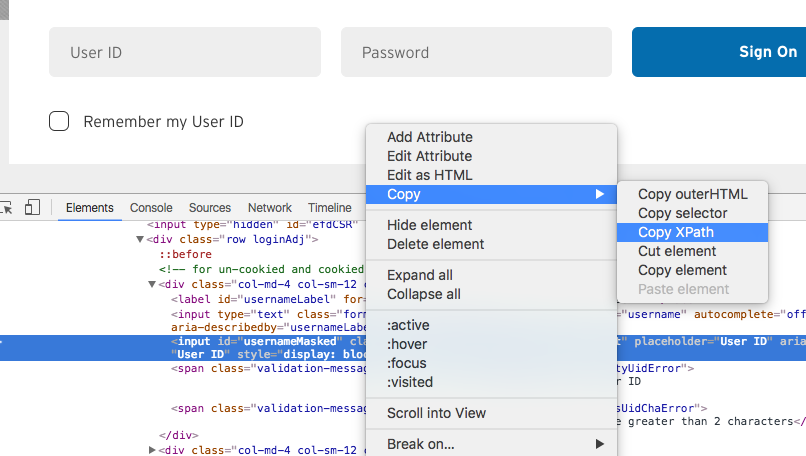 User ID
Password
Sign On
Remember my User ID
Elements Console Sources Network Timeline
<input type="hidden" id="efdCSR"
▼<div class="row loginAdj">
::before
<!-- for un-cookied and cookied
▼<div class="col-md-4 col-sm-12
<label id="usernameLabel" for=
<input type="text" class="form ="username" autocomplete="off
aria-describedby="usernameLabe
<input id="usernameMasked" cla t" placeholder="User ID" aria
"User ID" style="display: bloc
<span class="validation-messag tyUidError">
r ID
<span class="validation-messag sUidChaError">
e greater than 2 characters</
</div>
▶<div class="col-md-4 col-sm-12 co
Add Attribute
Edit Attribute
Edit as HTML
Copy ▶
Hide element
Delete element
Expand all
Collapse all
:active
:hover
:focus
:visited
Scroll into View
Break on... ▶
Copy outerHTML
Copy selector
Copy XPath
Cut element
Copy element
Paste element